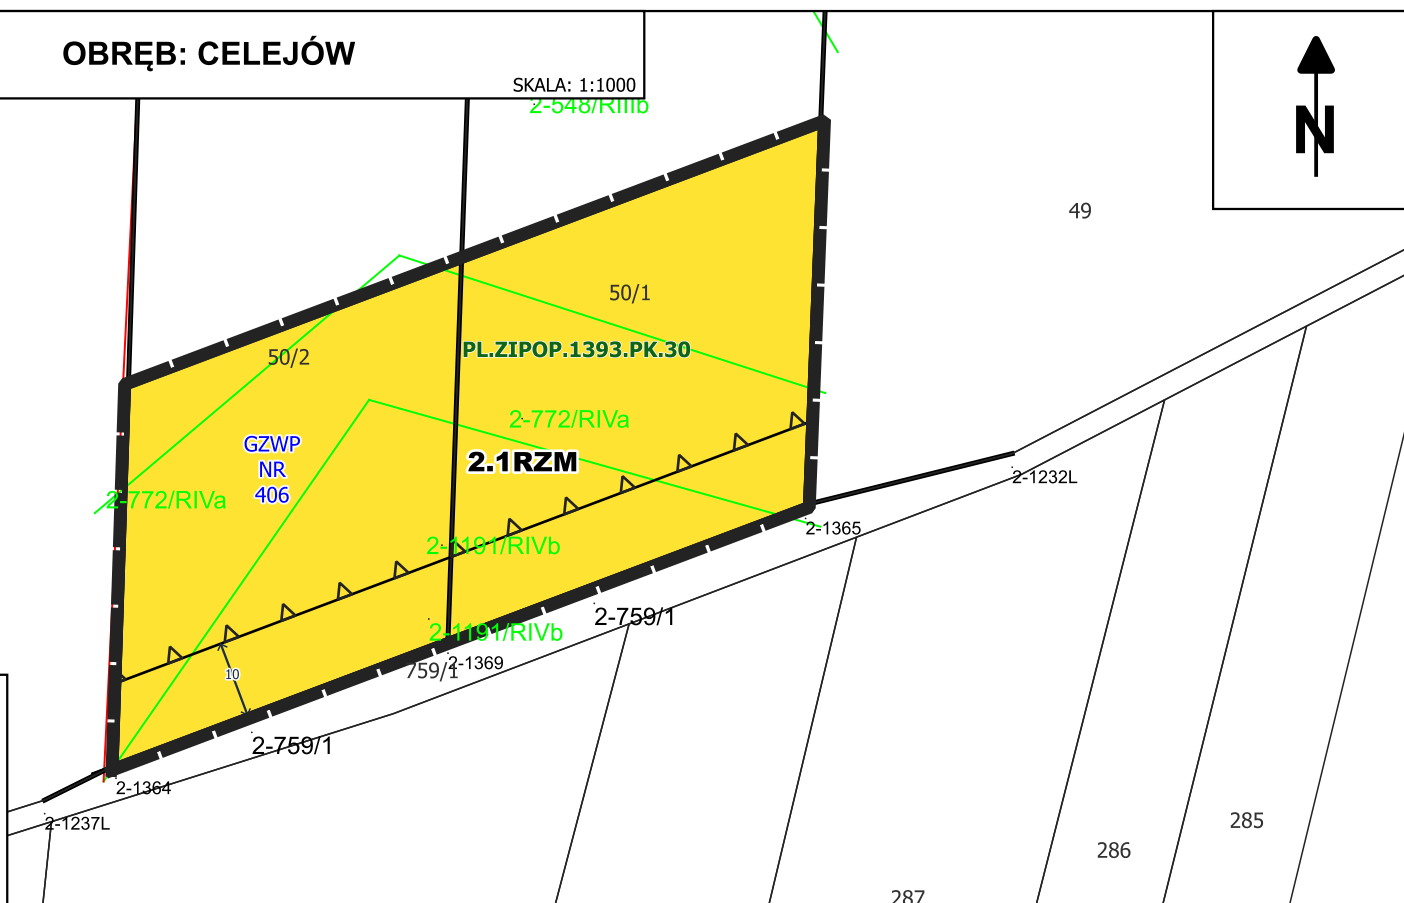 OBRĘB: CELEJÓW
SKALA: 1:1000
2-548/RIIIb
N
49
50/1
50/2
PL.ZIPOP.1393.PK.30
2-772/RIVa
GZWP
NR
406
2.1RZM
2-772/RIVa
2-1232L
2-1365
2-1191/RIVb
2-759/1
2-1191/RIVb
2-1369
759/1
10
2-759/1
2-1364
2-1237L
285
286
287